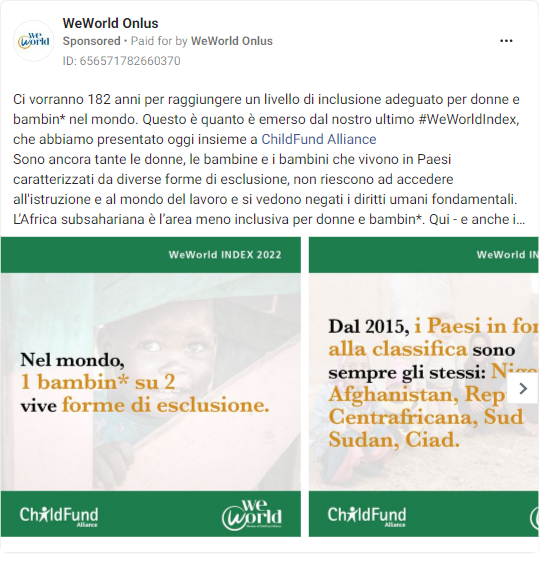 WeWorld Onlus
Sponsored • Paid for by WeWorld Onlus
ID: 656571782660370
Ci vorranno 182 anni per raggiungere un livello di inclusione adeguato per donne e
bambin* nel mondo. Questo è quanto è emerso dal nostro ultimo #WeWorldIndex,
che abbiamo presentato oggi insieme a ChildFund Alliance
Sono ancora tante le donne, le bambine e i bambini che vivono in Paesi
caratterizzati da diverse forme di esclusione, non riescono ad accedere
all'istruzione e al mondo del lavoro e si vedono negati i diritti umani fondamentali.
L'Africa subsahariana è l'area meno inclusiva per donne e bambin*. Qui - e anche i...
WeWorld INDEX 2022
Nel mondo,
1 bambin* su 2
vive forme di esclusione.
ChildFund
Alliance
We
World
WeWorld IN
Dal 2015, i Paesi in fon
alla classifica sono
sempre gli stessi: Nige
Afghanistan, Rep
Centrafricana, Sud
Sudan, Ciad.
ChildFund
Alliance